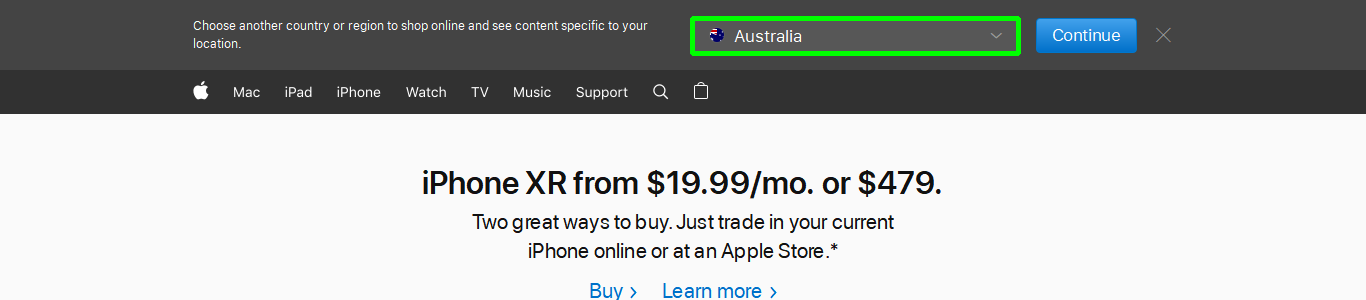 Choose another country or region to shop online and see content specific to your
location.
Australia
Continue
Mac iPad iPhone Watch TV Music Support
iPhone XR from $19.99/mo. or $479.
Two great ways to buy. Just trade in your current
iPhone online or at an Apple Store.*
Buy > Learn more >